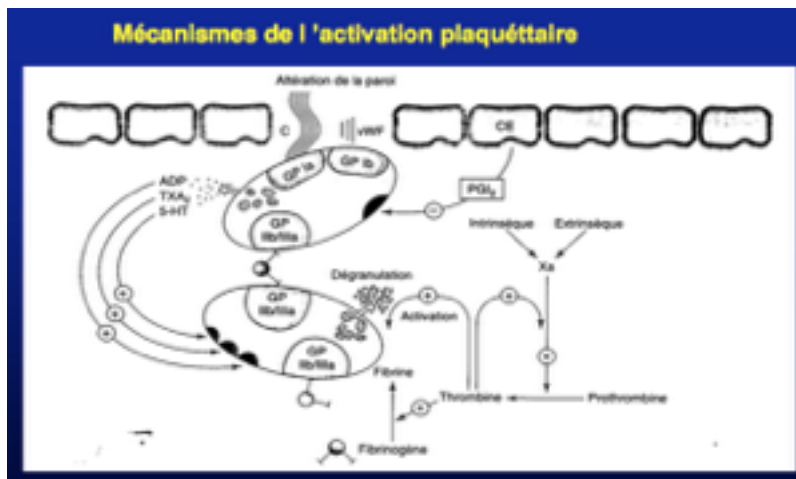 Mécanismes de l 'activation plaquéttaire
Altération de la paroi
C
vWF
CE
GP Ia
GP Ib
ADP
TXA₂
5-HT
PGI₂
GP
IIb/IIIa
Intrinsèque
Extrinsèque
Xa
Dégranulation
GP
IIb/IIIa
Activation
GP
IIb/IIIa
Fibrine
Thrombine
Prothrombine
Fibrinogène